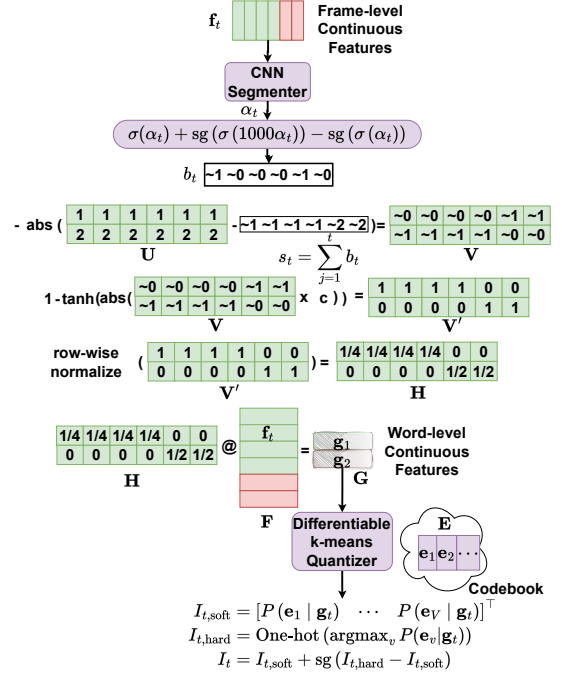 f_t
Frame-level
Continuous
Features
CNN
Segmenter
α_t
σ(α_t) + sg (σ (1000α_t)) − sg (σ (α_t))
b_t ~1 ~0 ~0 ~0 ~1 ~0
- abs (
1 1 1 1 1 1
2 2 2 2 2 2
U
- ~1 ~1 ~1 ~1 ~2 ~2 )=
s_t = ∑_{j=1}^{t} b_t
~0 ~0 ~0 ~0 ~1 ~1
~1 ~1 ~1 ~1 ~0 ~0
V
1-tanh(abs(
~0 ~0 ~0 ~0 ~1 ~1
~1 ~1 ~1 ~1 ~0 ~0
V
x c ) ) =
1 1 1 1 0 0
0 0 0 0 1 1
V′
row-wise
normalize (
1 1 1 1 0 0
0 0 0 0 1 1
V′
) =
1/4 1/4 1/4 1/4 0 0
0 0 0 0 1/2 1/2
H
1/4 1/4 1/4 1/4 0 0
0 0 0 0 1/2 1/2
H
@
f_t
F
=
g_1
g_2
G
Word-level
Continuous
Features
Differentiable
k-means
Quantizer
E
e_1 e_2 ⋯
Codebook
I_{t,soft} = [P (e_1 | g_t) ⋯ P (e_V | g_t)]^⊤
I_{t,hard} = One-hot (argmax_v P(e_v|g_t))
I_t = I_{t,soft} + sg (I_{t,hard} − I_{t,soft})